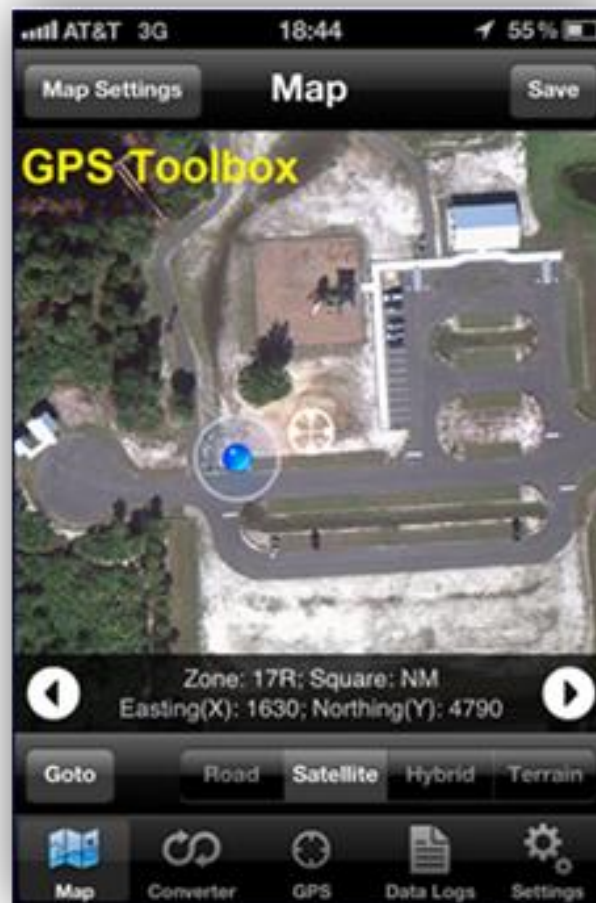 AT&T 3G 18:44 55%
Map Settings Map Save
GPS Toolbox
Zone: 17R; Square: NM
Easting(X): 1630; Northing(Y): 4790
Goto Road Satellite Hybrid Terrain
Map Converter GPS Data Logs Settings